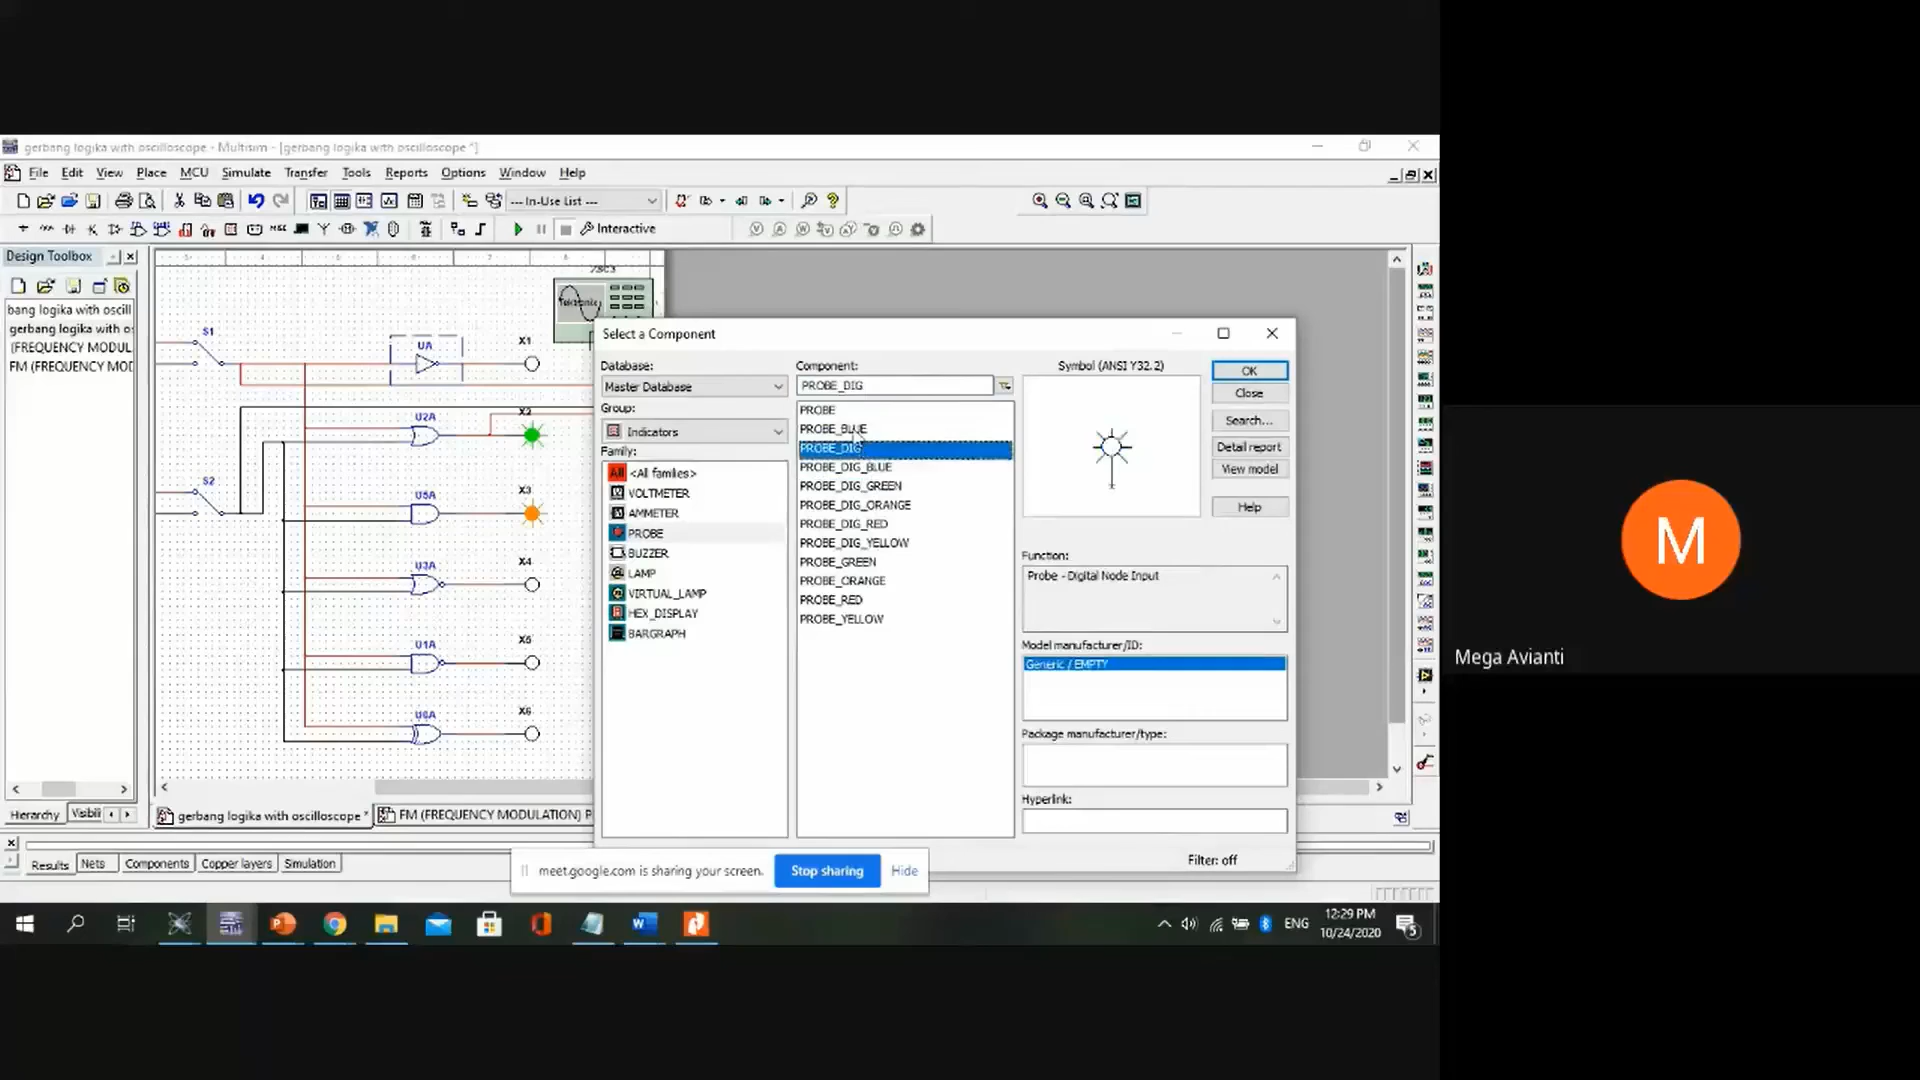 gerbang logika with oscilloscope - Multisim - [gerbang logika with oscilloscope *]
File Edit View Place MCU Simulate Transfer Tools Reports Options Window Help
--- In-Use List ---
Interactive
Design Toolbox
bang logika with oscill
gerbang logika with os
(FREQUENCY MODUL
FM (FREQUENCY MOD
Hierarchy Visibil
S1
S2
UA
X1
U2A
X2
U5A
X3
U3A
X4
U1A
X5
X6
Tektronix
Select a Component
Database:
Master Database
Group:
Indicators
Family:
All <All families>
VOLTMETER
AMMETER
PROBE
BUZZER
LAMP
VIRTUAL_LAMP
HEX_DISPLAY
BARGRAPH
Component:
PROBE_DIG
PROBE
PROBE_BLUE
PROBE_DIG
PROBE_DIG_BLUE
PROBE_DIG_GREEN
PROBE_DIG_ORANGE
PROBE_DIG_RED
PROBE_DIG_YELLOW
PROBE_GREEN
PROBE_ORANGE
PROBE_RED
PROBE_YELLOW
Symbol (ANSI Y32.2)
OK
Close
Search...
Detail report
View model
Help
Function:
Probe - Digital Node Input
Model manufacturer/ID:
Generic / EMPTY
Package manufacturer/type:
Hyperlink:
Filter: off
gerbang logika with oscilloscope * FM (FREQUENCY MODULATION) P
Results Nets Components Copper layers Simulation
meet.google.com is sharing your screen. Stop sharing Hide
ENG
12:29 PM
10/24/2020
5
M
Mega Avianti